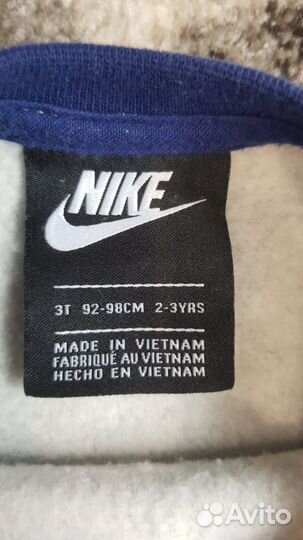 NIKE
3T 92-98CM 2-3YRS
MADE IN VIETNAM
FABRIQUÉ AU VIETNAM
HECHO EN VIETNAM
Avito